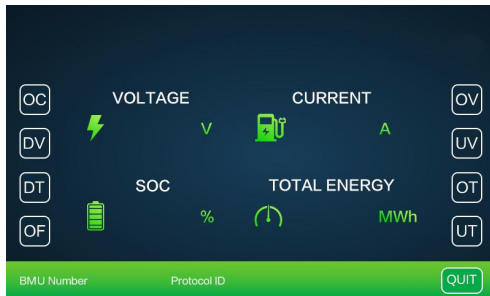 OC
VOLTAGE
CURRENT
OV
V
A
DV
UV
DT
SOC
TOTAL ENERGY
OT
%
MWh
OF
UT
BMU Number
Protocol ID
QUIT